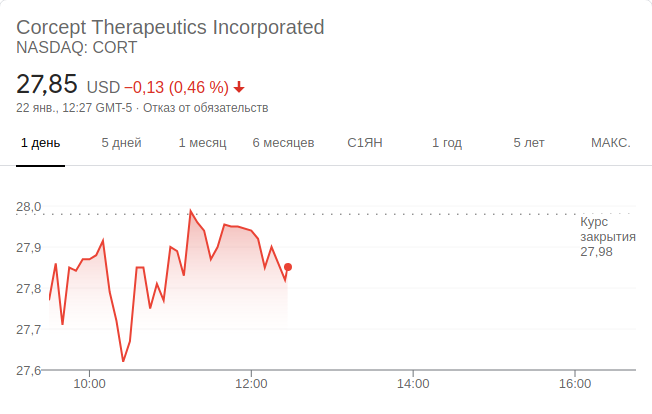 Corcept Therapeutics Incorporated
NASDAQ: CORT
27,85 USD −0,13 (0,46 %)
22 янв., 12:27 GMT-5 · Отказ от обязательств
1 день 5 дней 1 месяц 6 месяцев С1ЯН 1 год 5 лет МАКС.
28,0
Курс
закрытия
27,98
27,9
27,8
27,7
27,6
10:00 12:00 14:00 16:00